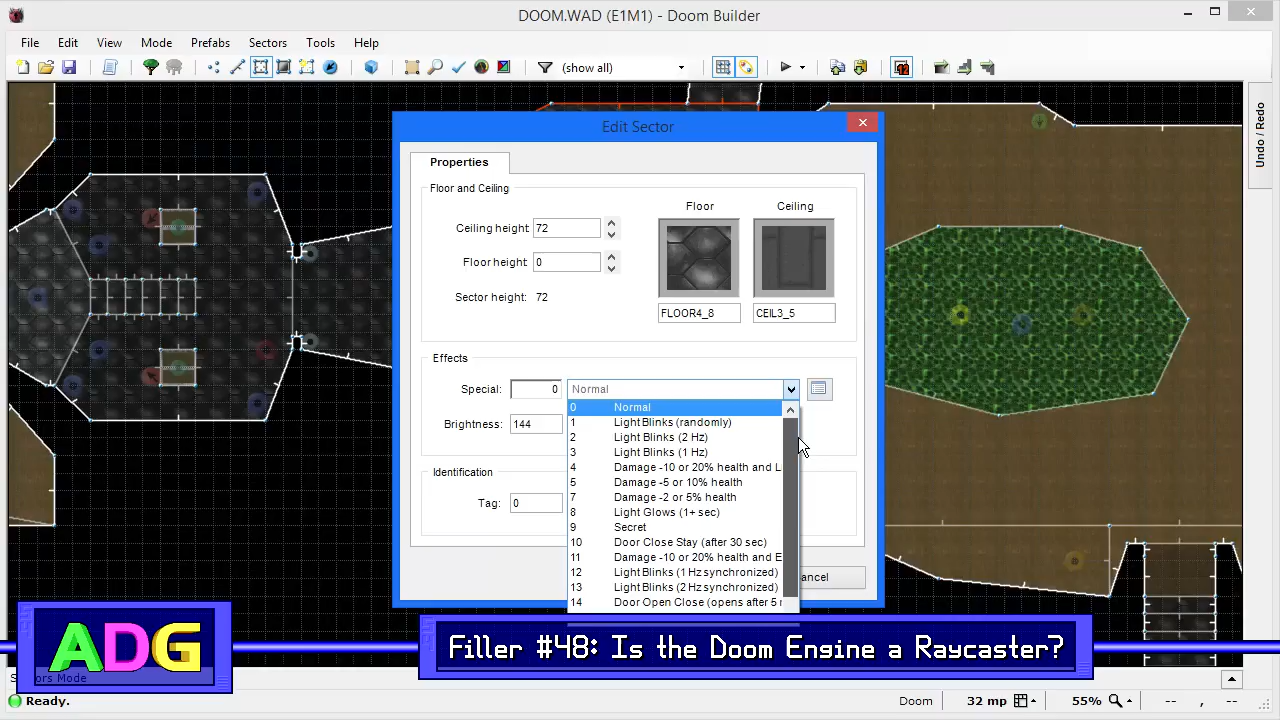 DOOM.WAD (E1M1) - Doom Builder
File Edit View Mode Prefabs Sectors Tools Help
(show all)
Undo / Redo
Edit Sector
Properties
Floor and Ceiling
Floor Ceiling
Ceiling height: 72
Floor height: 0
Sector height: 72
FLOOR4_8 CEIL3_5
Effects
Special: 0 Normal
Brightness: 144
0 Normal
1 Light Blinks (randomly)
2 Light Blinks (2 Hz)
3 Light Blinks (1 Hz)
4 Damage -10 or 20% health and Li
5 Damage -5 or 10% health
7 Damage -2 or 5% health
8 Light Glows (1+ sec)
9 Secret
10 Door Close Stay (after 30 sec)
11 Damage -10 or 20% health and E
12 Light Blinks (1 Hz synchronized)
13 Light Blinks (2 Hz synchronized)
14 Door Open Close (opens after 5 
Identification
Tag: 0
ancel
ADG
Filler #48: Is the Doom Engine a Raycaster?
ors Mode
Ready.
Doom 32 mp 55% -- , --